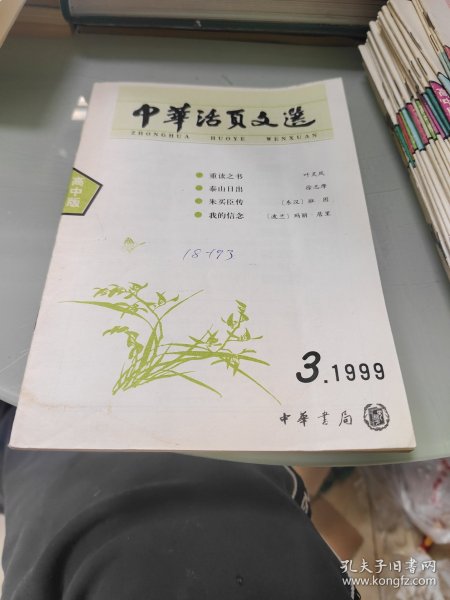 中華活頁文選
ZHONGHUA HUOYE WENXUAN
高中版
● 重读之书 叶灵凤
● 泰山日出 徐志摩
● 朱买臣传 〔东汉〕班固
● 我的信念 〔波兰〕玛丽 居里
18-193
3.1999
中華書局
高中
孔夫子旧书网
www.kongfz.com